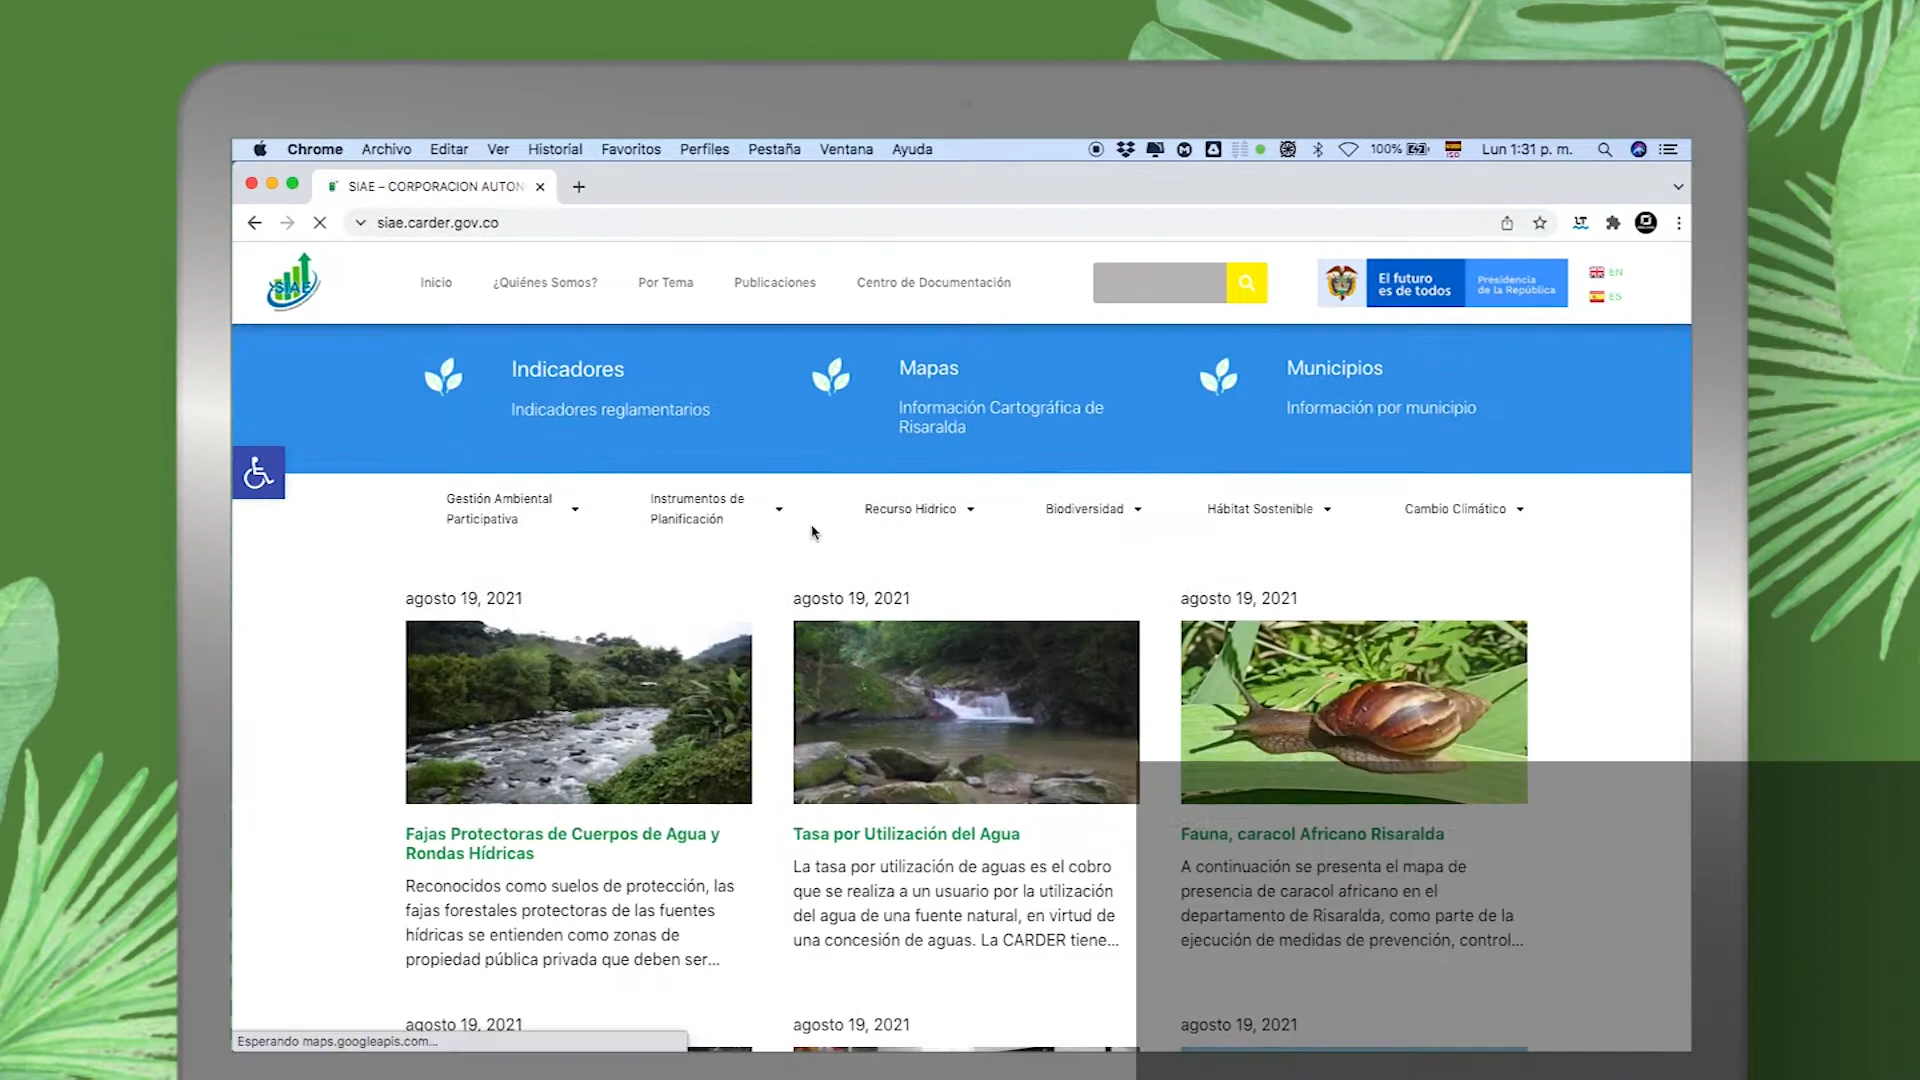 Chrome Archivo Editar Ver Historial Favoritos Perfiles Pestaña Ventana Ayuda 100% ISO Lun 1:31 p. m.
SIAE – CORPORACION AUTON
siae.carder.gov.co
SIAE
Inicio ¿Quiénes Somos? Por Tema Publicaciones Centro de Documentación
El futuro
es de todos
Presidencia
de la República
EN
ES
Indicadores
Indicadores reglamentarios
Mapas
Información Cartográfica de
Risaralda
Municipios
Información por municipio
Gestión Ambiental
Participativa
Instrumentos de
Planificación
Recurso Hidrico
Biodiversidad
Hábitat Sostenible
Cambio Climático
agosto 19, 2021
Fajas Protectoras de Cuerpos de Agua y
Rondas Hídricas
Reconocidos como suelos de protección, las
fajas forestales protectoras de las fuentes
hídricas se entienden como zonas de
propiedad pública privada que deben ser...
agosto 19, 2021
Tasa por Utilización del Agua
La tasa por utilización de aguas es el cobro
que se realiza a un usuario por la utilización
del agua de una fuente natural, en virtud de
una concesión de aguas. La CARDER tiene...
agosto 19, 2021
Fauna, caracol Africano Risaralda
A continuación se presenta el mapa de
presencia de caracol africano en el
departamento de Risaralda, como parte de la
ejecución de medidas de prevención, control...
agosto 19, 2021
agosto 19, 2021
agosto 19, 2021
Esperando maps.googleapis.com...